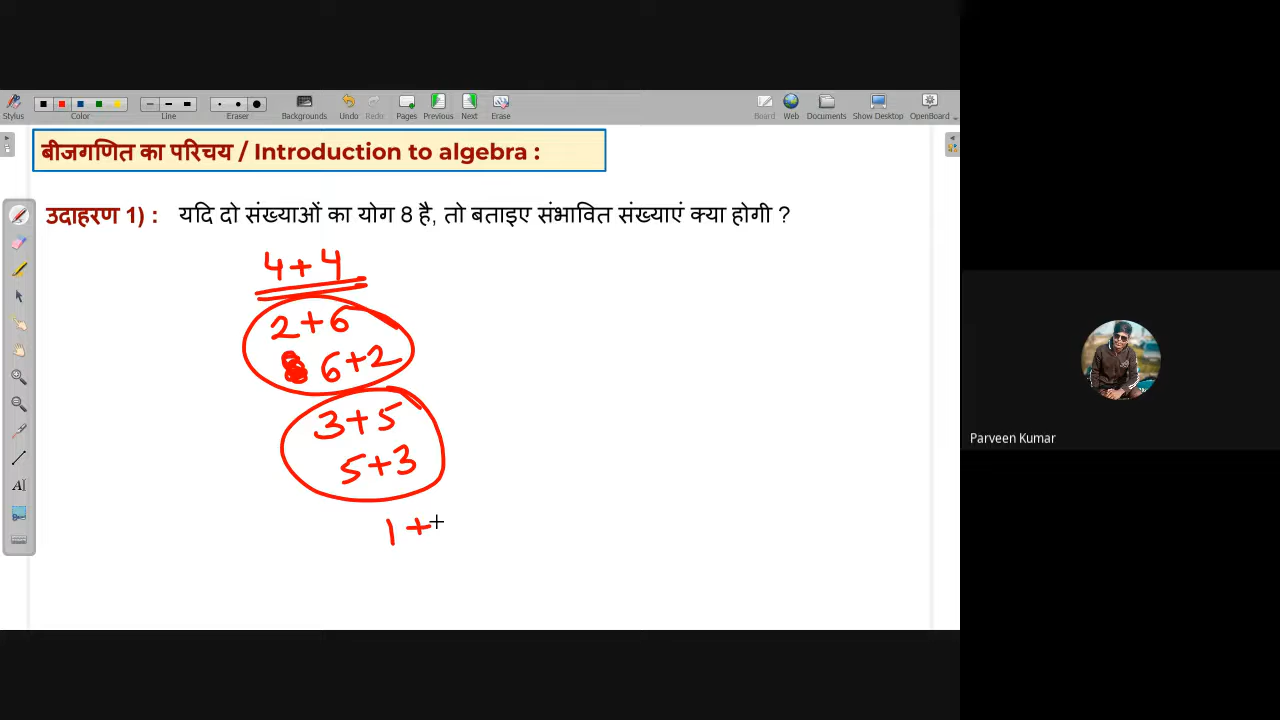 Stylus
Color
Line
Eraser
Backgrounds
Undo
Redo
Pages
Previous
Next
Erase
Board
Web
Documents
Show Desktop
OpenBoard
बीजगणित का परिचय / Introduction to algebra :
उदाहरण 1) : यदि दो संख्याओं का योग 8 है, तो बताइए संभावित संख्याएं क्या होगी ?
4+4
2+6
6+2
3+5
5+3
1+
Parveen Kumar